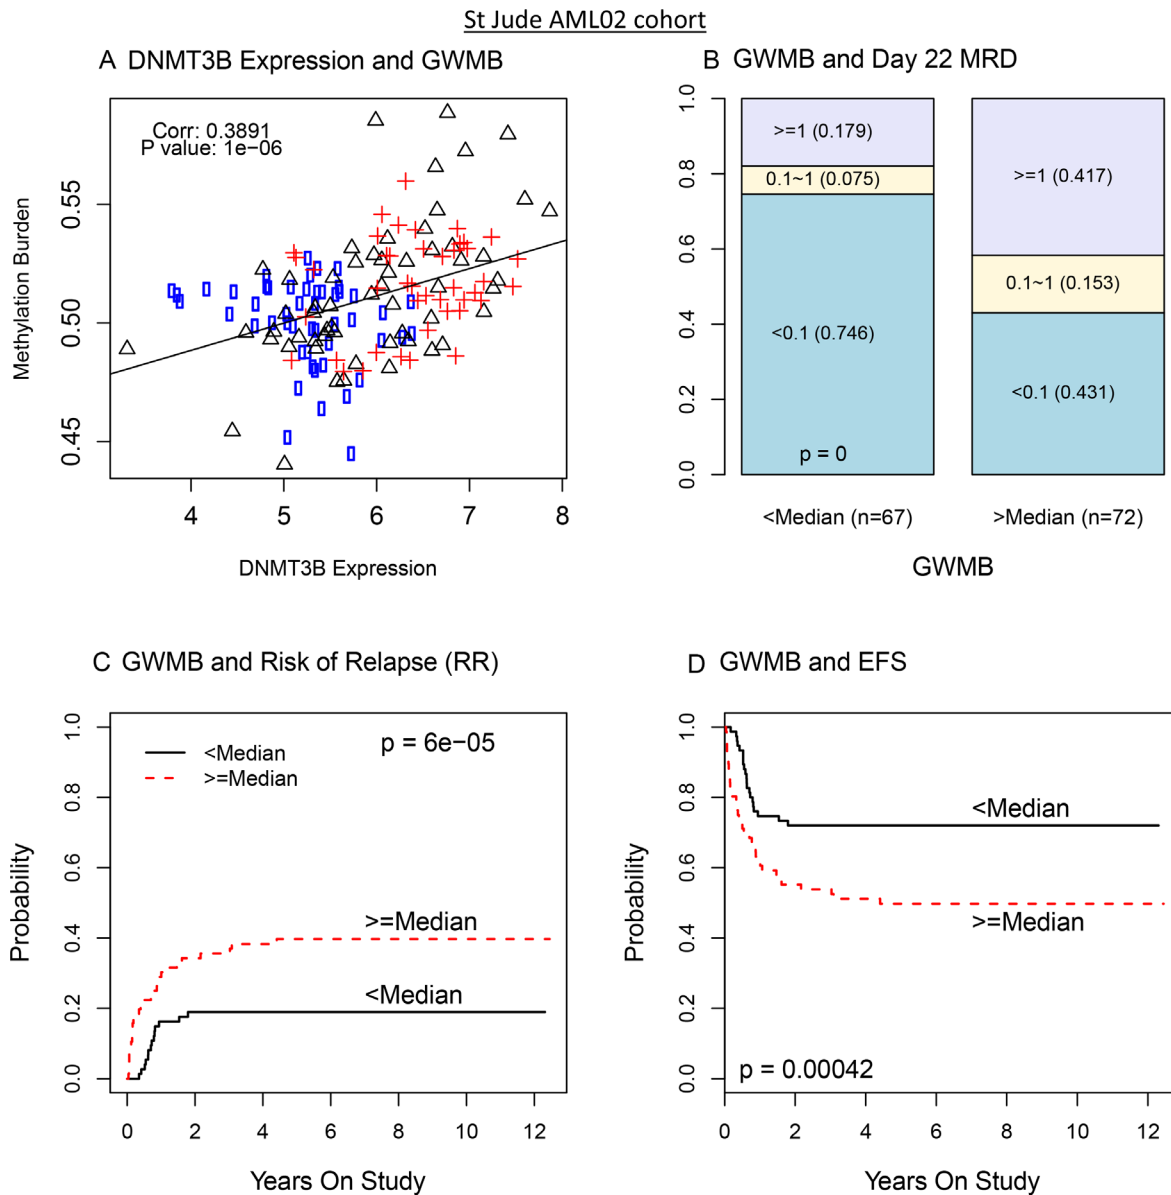 St Jude AML02 cohort
A DNMT3B Expression and GWMB
Corr: 0.3891
P value: 1e−06
Methylation Burden
0.45
0.50
0.55
4 5 6 7 8
DNMT3B Expression
B GWMB and Day 22 MRD
0.0
0.2
0.4
0.6
0.8
1.0
>=1 (0.179)
0.1~1 (0.075)
<0.1 (0.746)
p = 0
>=1 (0.417)
0.1~1 (0.153)
<0.1 (0.431)
<Median (n=67)
>Median (n=72)
GWMB
C GWMB and Risk of Relapse (RR)
Probability
0.0
0.2
0.4
0.6
0.8
1.0
<Median
>=Median
p = 6e−05
>=Median
<Median
0 2 4 6 8 10 12
Years On Study
D GWMB and EFS
Probability
0.0
0.2
0.4
0.6
0.8
1.0
<Median
>=Median
p = 0.00042
0 2 4 6 8 10 12
Years On Study